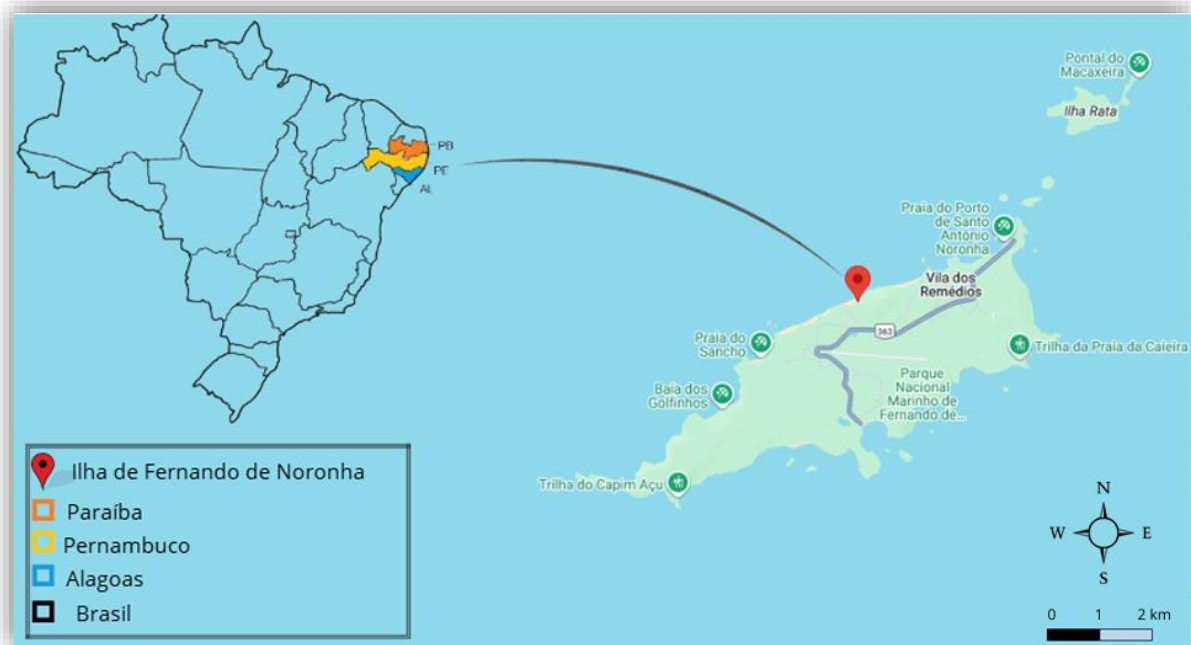 PB
PE
AL
Pontal do
Macaxeira
Ilha Rata
Praia do Porto
de Santo
Antônio
Noronha
Vila dos
Remédios
363
Praia do
Sancho
Trilha da Praia da Caieira
Parque
Nacional
Marinho de
Fernando de...
Baía dos
Golfinhos
Trilha do Capim Açu
Ilha de Fernando de Noronha
Paraíba
Pernambuco
Alagoas
Brasil
N
W
E
S
0 1 2 km